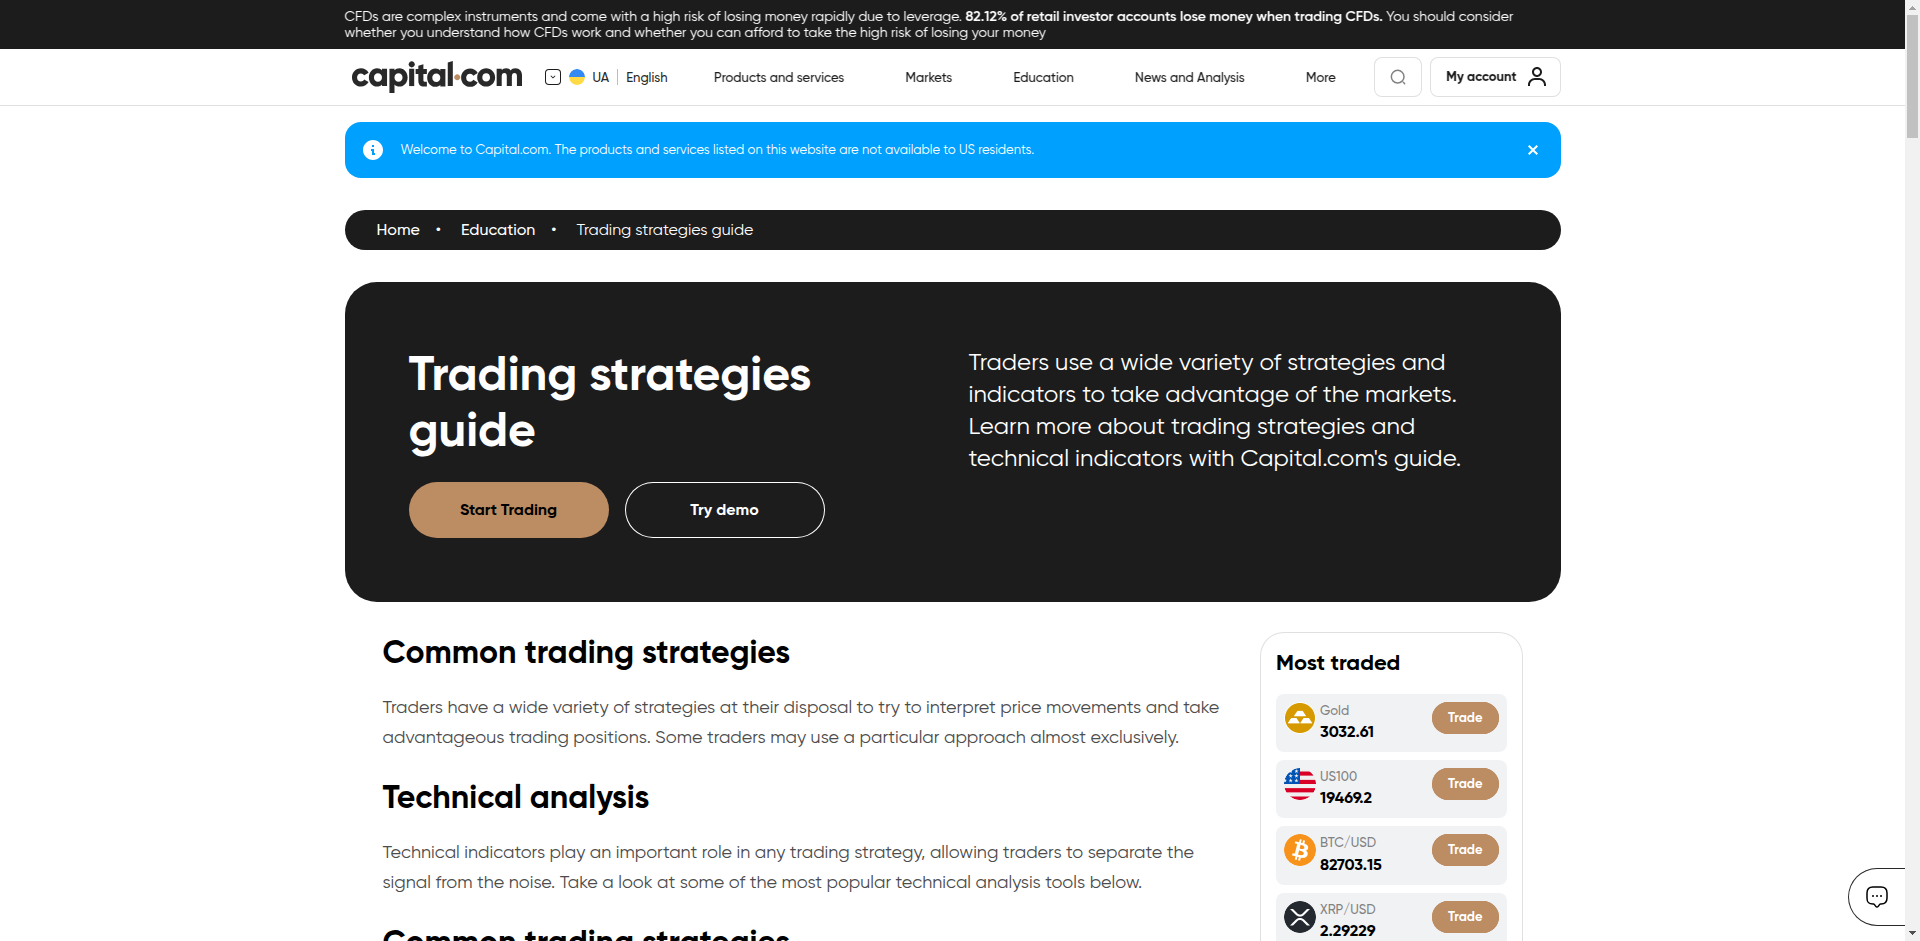 CFDs are complex instruments and come with a high risk of losing money rapidly due to leverage. 82.12% of retail investor accounts lose money when trading CFDs. You should consider
whether you understand how CFDs work and whether you can afford to take the high risk of losing your money
capital.com
UA
English
Products and services
Markets
Education
News and Analysis
More
My account
Welcome to Capital.com. The products and services listed on this website are not available to US residents.
Home • Education • Trading strategies guide
Trading strategies
guide
Start Trading
Try demo
Traders use a wide variety of strategies and
indicators to take advantage of the markets.
Learn more about trading strategies and
technical indicators with Capital.com's guide.
Common trading strategies
Traders have a wide variety of strategies at their disposal to try to interpret price movements and take
advantageous trading positions. Some traders may use a particular approach almost exclusively.
Technical analysis
Technical indicators play an important role in any trading strategy, allowing traders to separate the
signal from the noise. Take a look at some of the most popular technical analysis tools below.
Common trading strategies
Most traded
Gold
3032.61
Trade
US100
19469.2
Trade
BTC/USD
82703.15
Trade
XRP/USD
2.29229
Trade